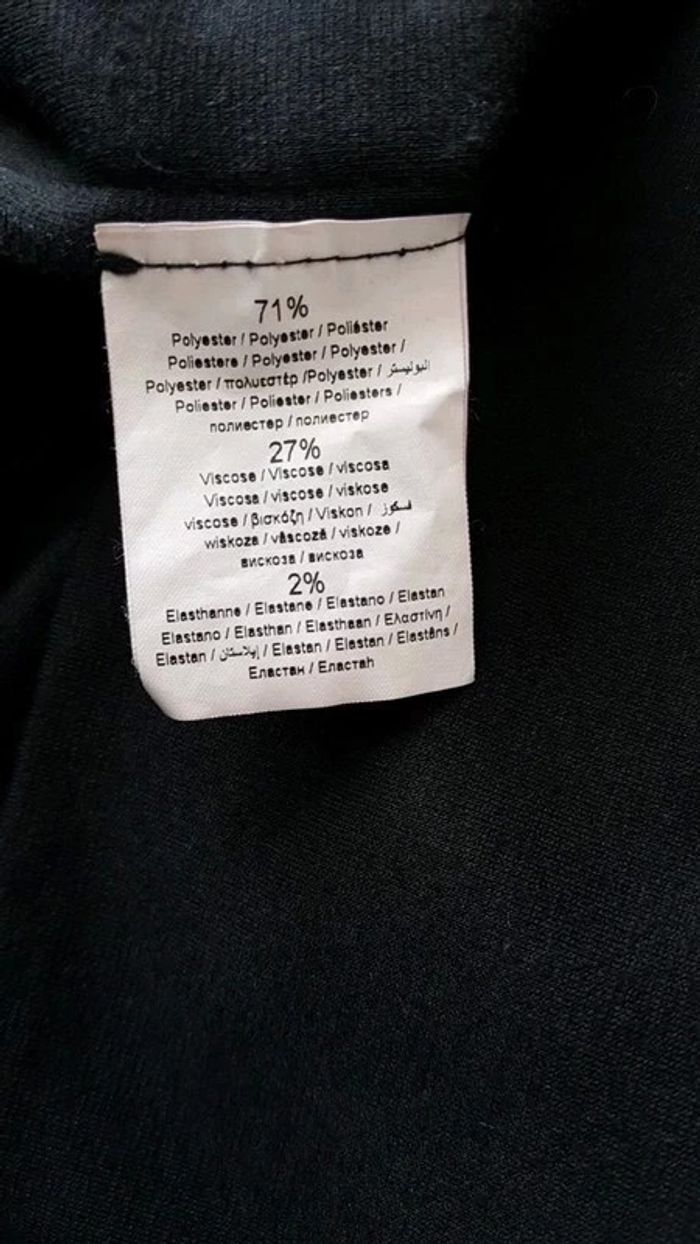 71%
Polyester / Polyester / Poliéster
Poliestere / Polyester / Polyester /
Polyester / πολυεστέρ /Polyester / البوليستر
Poliester / Poliester / Poliesters /
полиестер / полиестер
27%
Viscose / Viscose / viscosa
Viscosa / viscose / viskose
viscose / βισκόζη / Viskon / فسكوز
wiskoza / vâscoză / viskoze /
вискоза / вискоза
2%
Elasthanne / Elastane / Elastano / Elastan
Elastano / Elasthan / Elasthaan / Ελαστίνη /
Elastan / إيلاستان / Elastan / Elastan / Elastāns /
Еластан / Еластаn